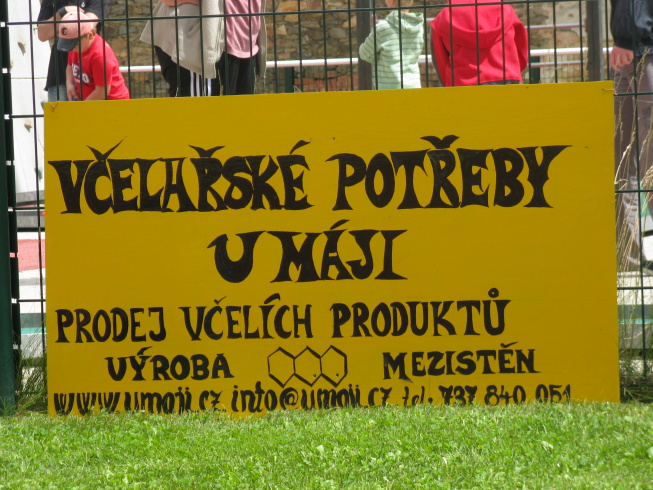 VČELAŘSKÉ POTŘEBY
U MÁJI
PRODEJ VČELÍCH PRODUKTŮ
VÝROBA MEZISTĚN
www.umaji.cz, info@umaji.cz tel: 737 840 051